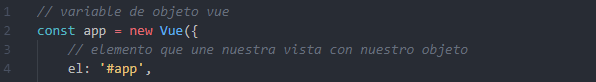 1 // variable de objeto vue
2 const app = new Vue({
3 // elemento que une nuestra vista con nuestro objeto
4 el: '#app',